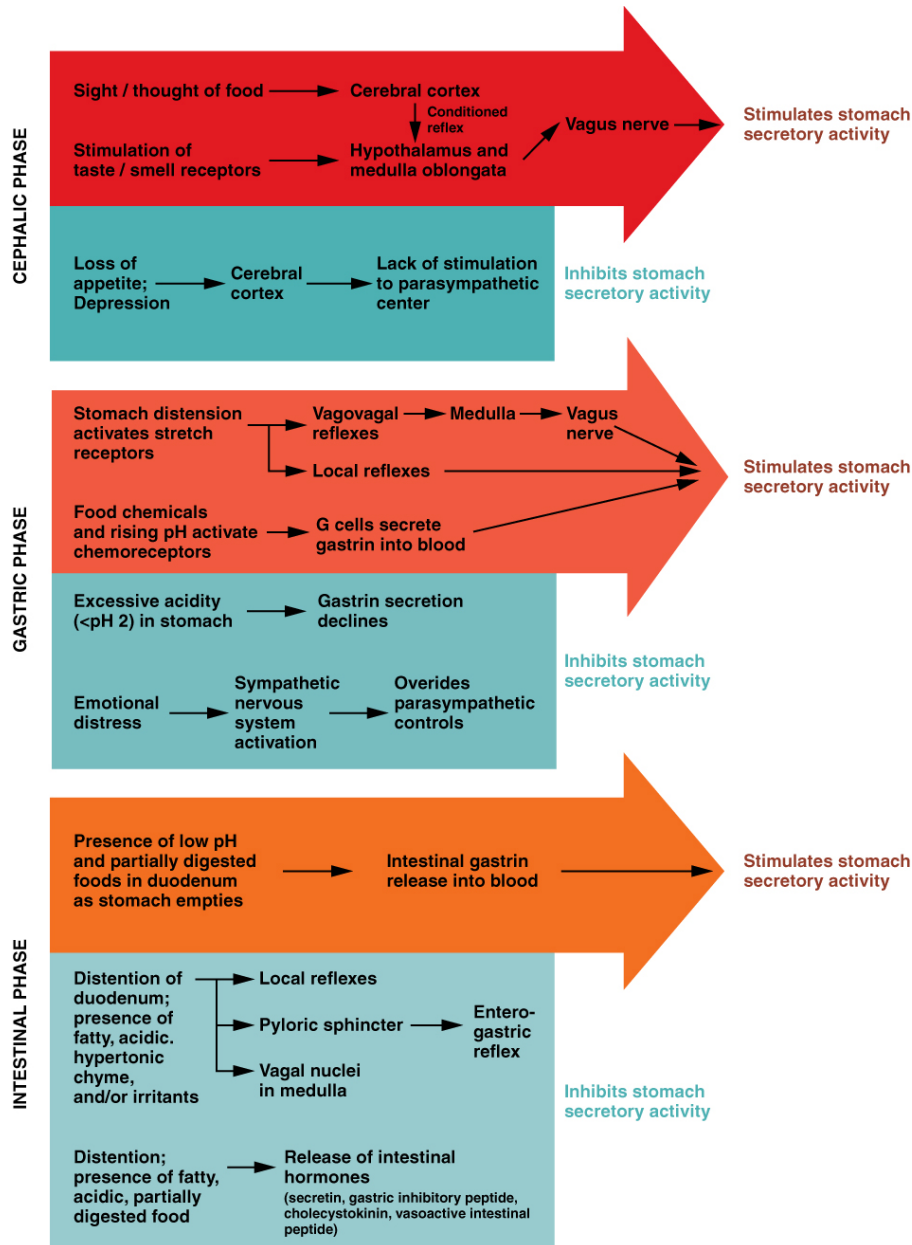 CEPHALIC PHASE
Sight / thought of food
Cerebral cortex
Conditioned
reflex
Stimulation of
taste / smell receptors
Hypothalamus and
medulla oblongata
Vagus nerve
Stimulates stomach
secretory activity
Loss of
appetite;
Depression
Cerebral
cortex
Lack of stimulation
to parasympathetic
center
Inhibits stomach
secretory activity
GASTRIC PHASE
Stomach distension
activates stretch
receptors
Vagovagal
reflexes
Medulla
Vagus
nerve
Local reflexes
Food chemicals
and rising pH activate
chemoreceptors
G cells secrete
gastrin into blood
Stimulates stomach
secretory activity
Excessive acidity
(<pH 2) in stomach
Gastrin secretion
declines
Emotional
distress
Sympathetic
nervous
system
activation
Overides
parasympathetic
controls
Inhibits stomach
secretory activity
INTESTINAL PHASE
Presence of low pH
and partially digested
foods in duodenum
as stomach empties
Intestinal gastrin
release into blood
Stimulates stomach
secretory activity
Distention of
duodenum;
presence of
fatty, acidic.
hypertonic
chyme,
and/or irritants
Local reflexes
Pyloric sphincter
Vagal nuclei
in medulla
Entero-
gastric
reflex
Inhibits stomach
secretory activity
Distention;
presence of fatty,
acidic, partially
digested food
Release of intestinal
hormones
(secretin, gastric inhibitory peptide,
cholecystokinin, vasoactive intestinal
peptide)